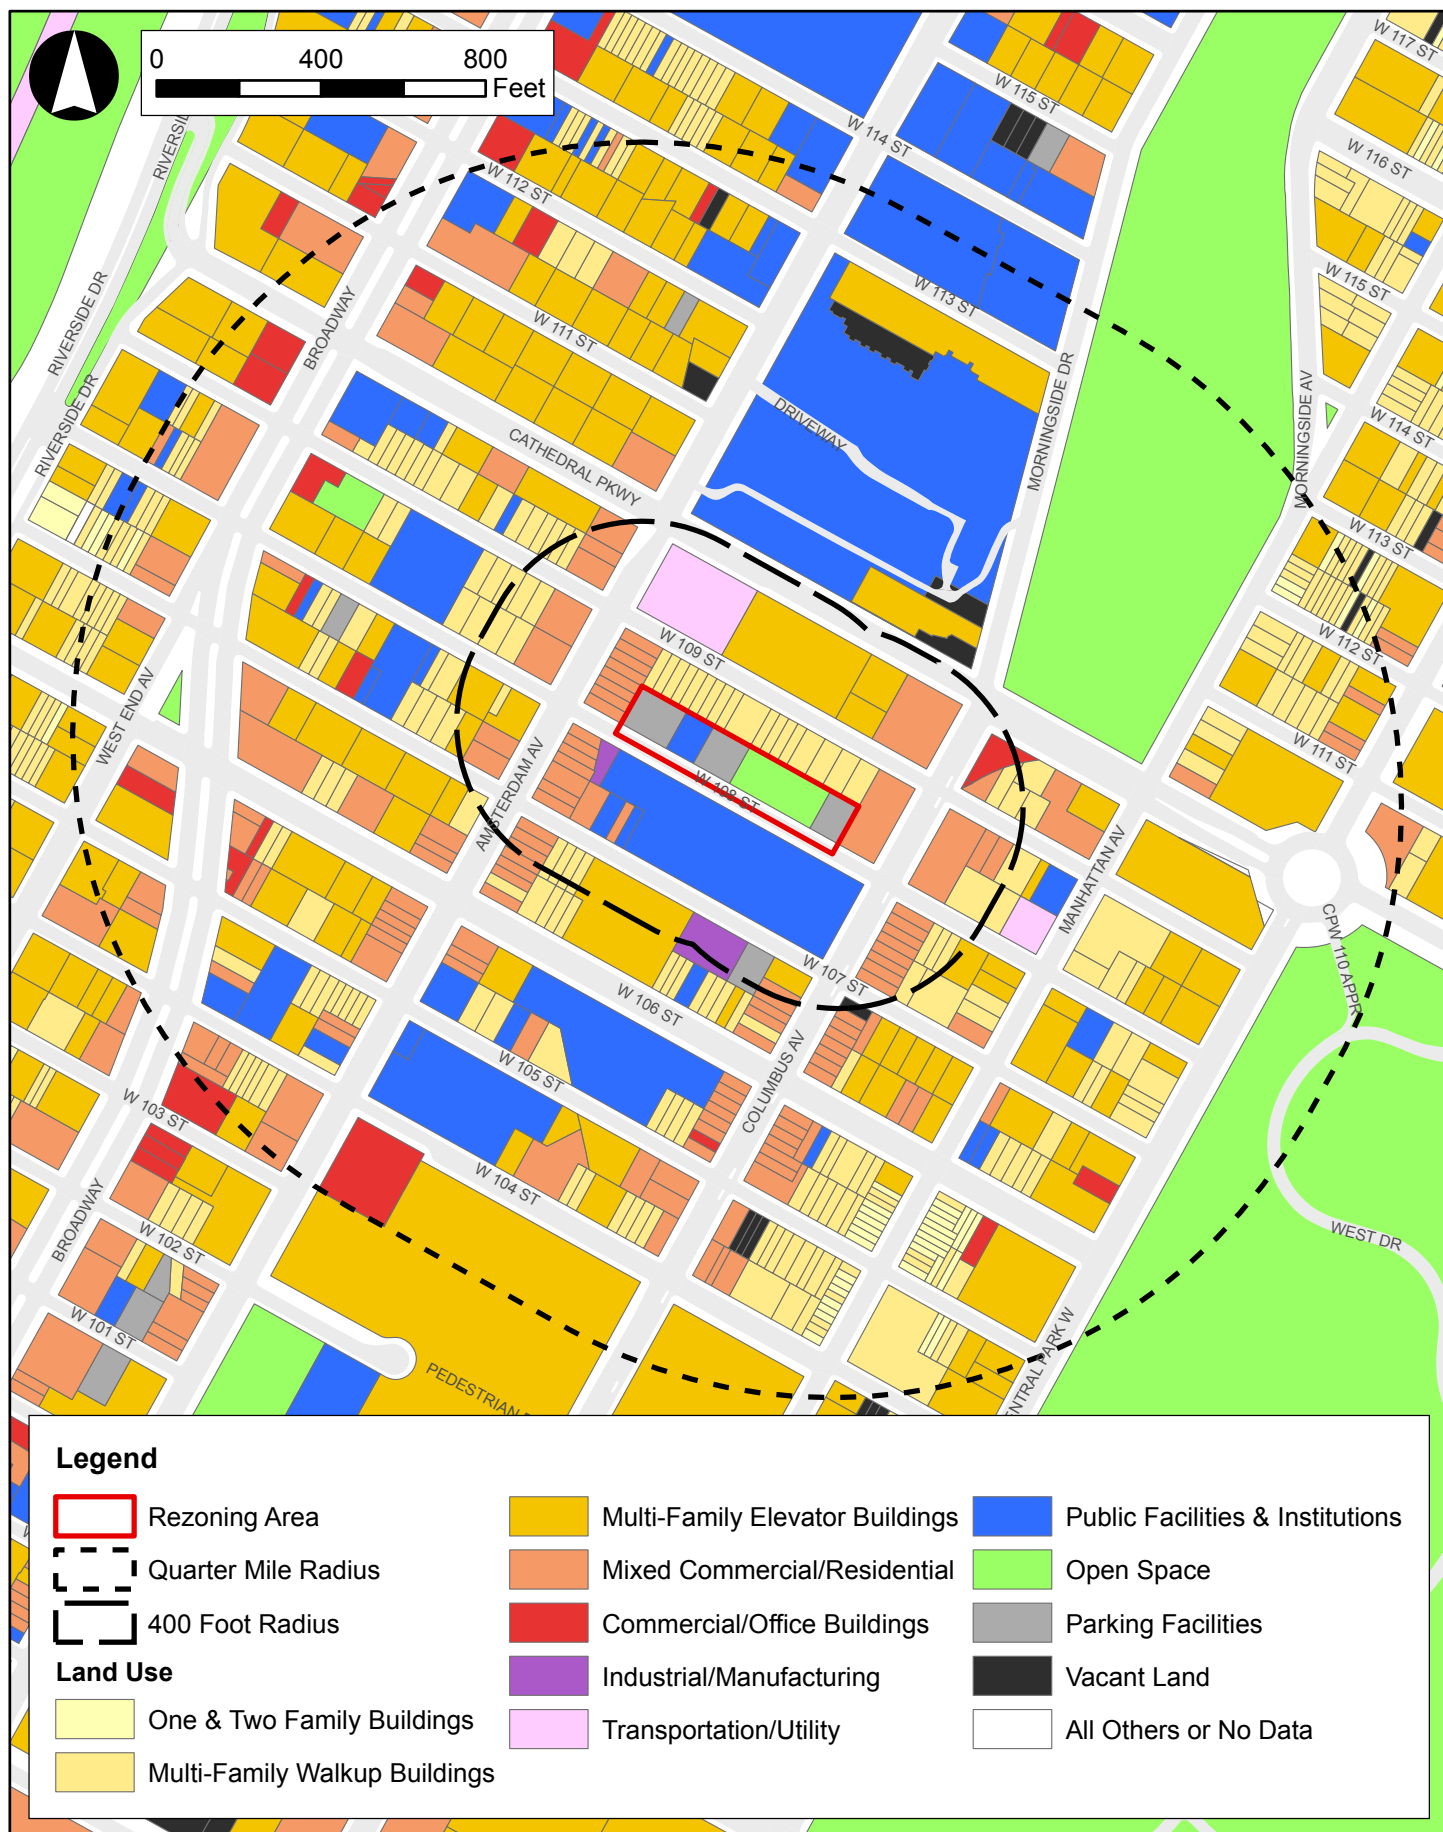 0 400 800
Feet
W 117 ST
W 115 ST
W 114 ST
W 116 ST
W 112 ST
RIVERSIDE DR
W 115 ST
W 113 ST
BROADWAY
W 111 ST
RIVERSIDE DR
MORNINGSIDE DR
MORNINGSIDE AV
DRIVEWAY
W 114 ST
CATHEDRAL PKWY
W 113 ST
W 109 ST
W 112 ST
WEST END AV
W 111 ST
AMSTERDAM AV
W 108 ST
MANHATTAN AV
CPW 110 APPR
W 107 ST
W 106 ST
COLUMBUS AV
W 105 ST
W 103 ST
W 104 ST
BROADWAY
W 102 ST
WEST DR
W 101 ST
ENTRAL PARK W
PEDESTRIAN
Legend
Rezoning Area
Quarter Mile Radius
400 Foot Radius
Land Use
One & Two Family Buildings
Multi-Family Walkup Buildings
Multi-Family Elevator Buildings
Mixed Commercial/Residential
Commercial/Office Buildings
Industrial/Manufacturing
Transportation/Utility
Public Facilities & Institutions
Open Space
Parking Facilities
Vacant Land
All Others or No Data